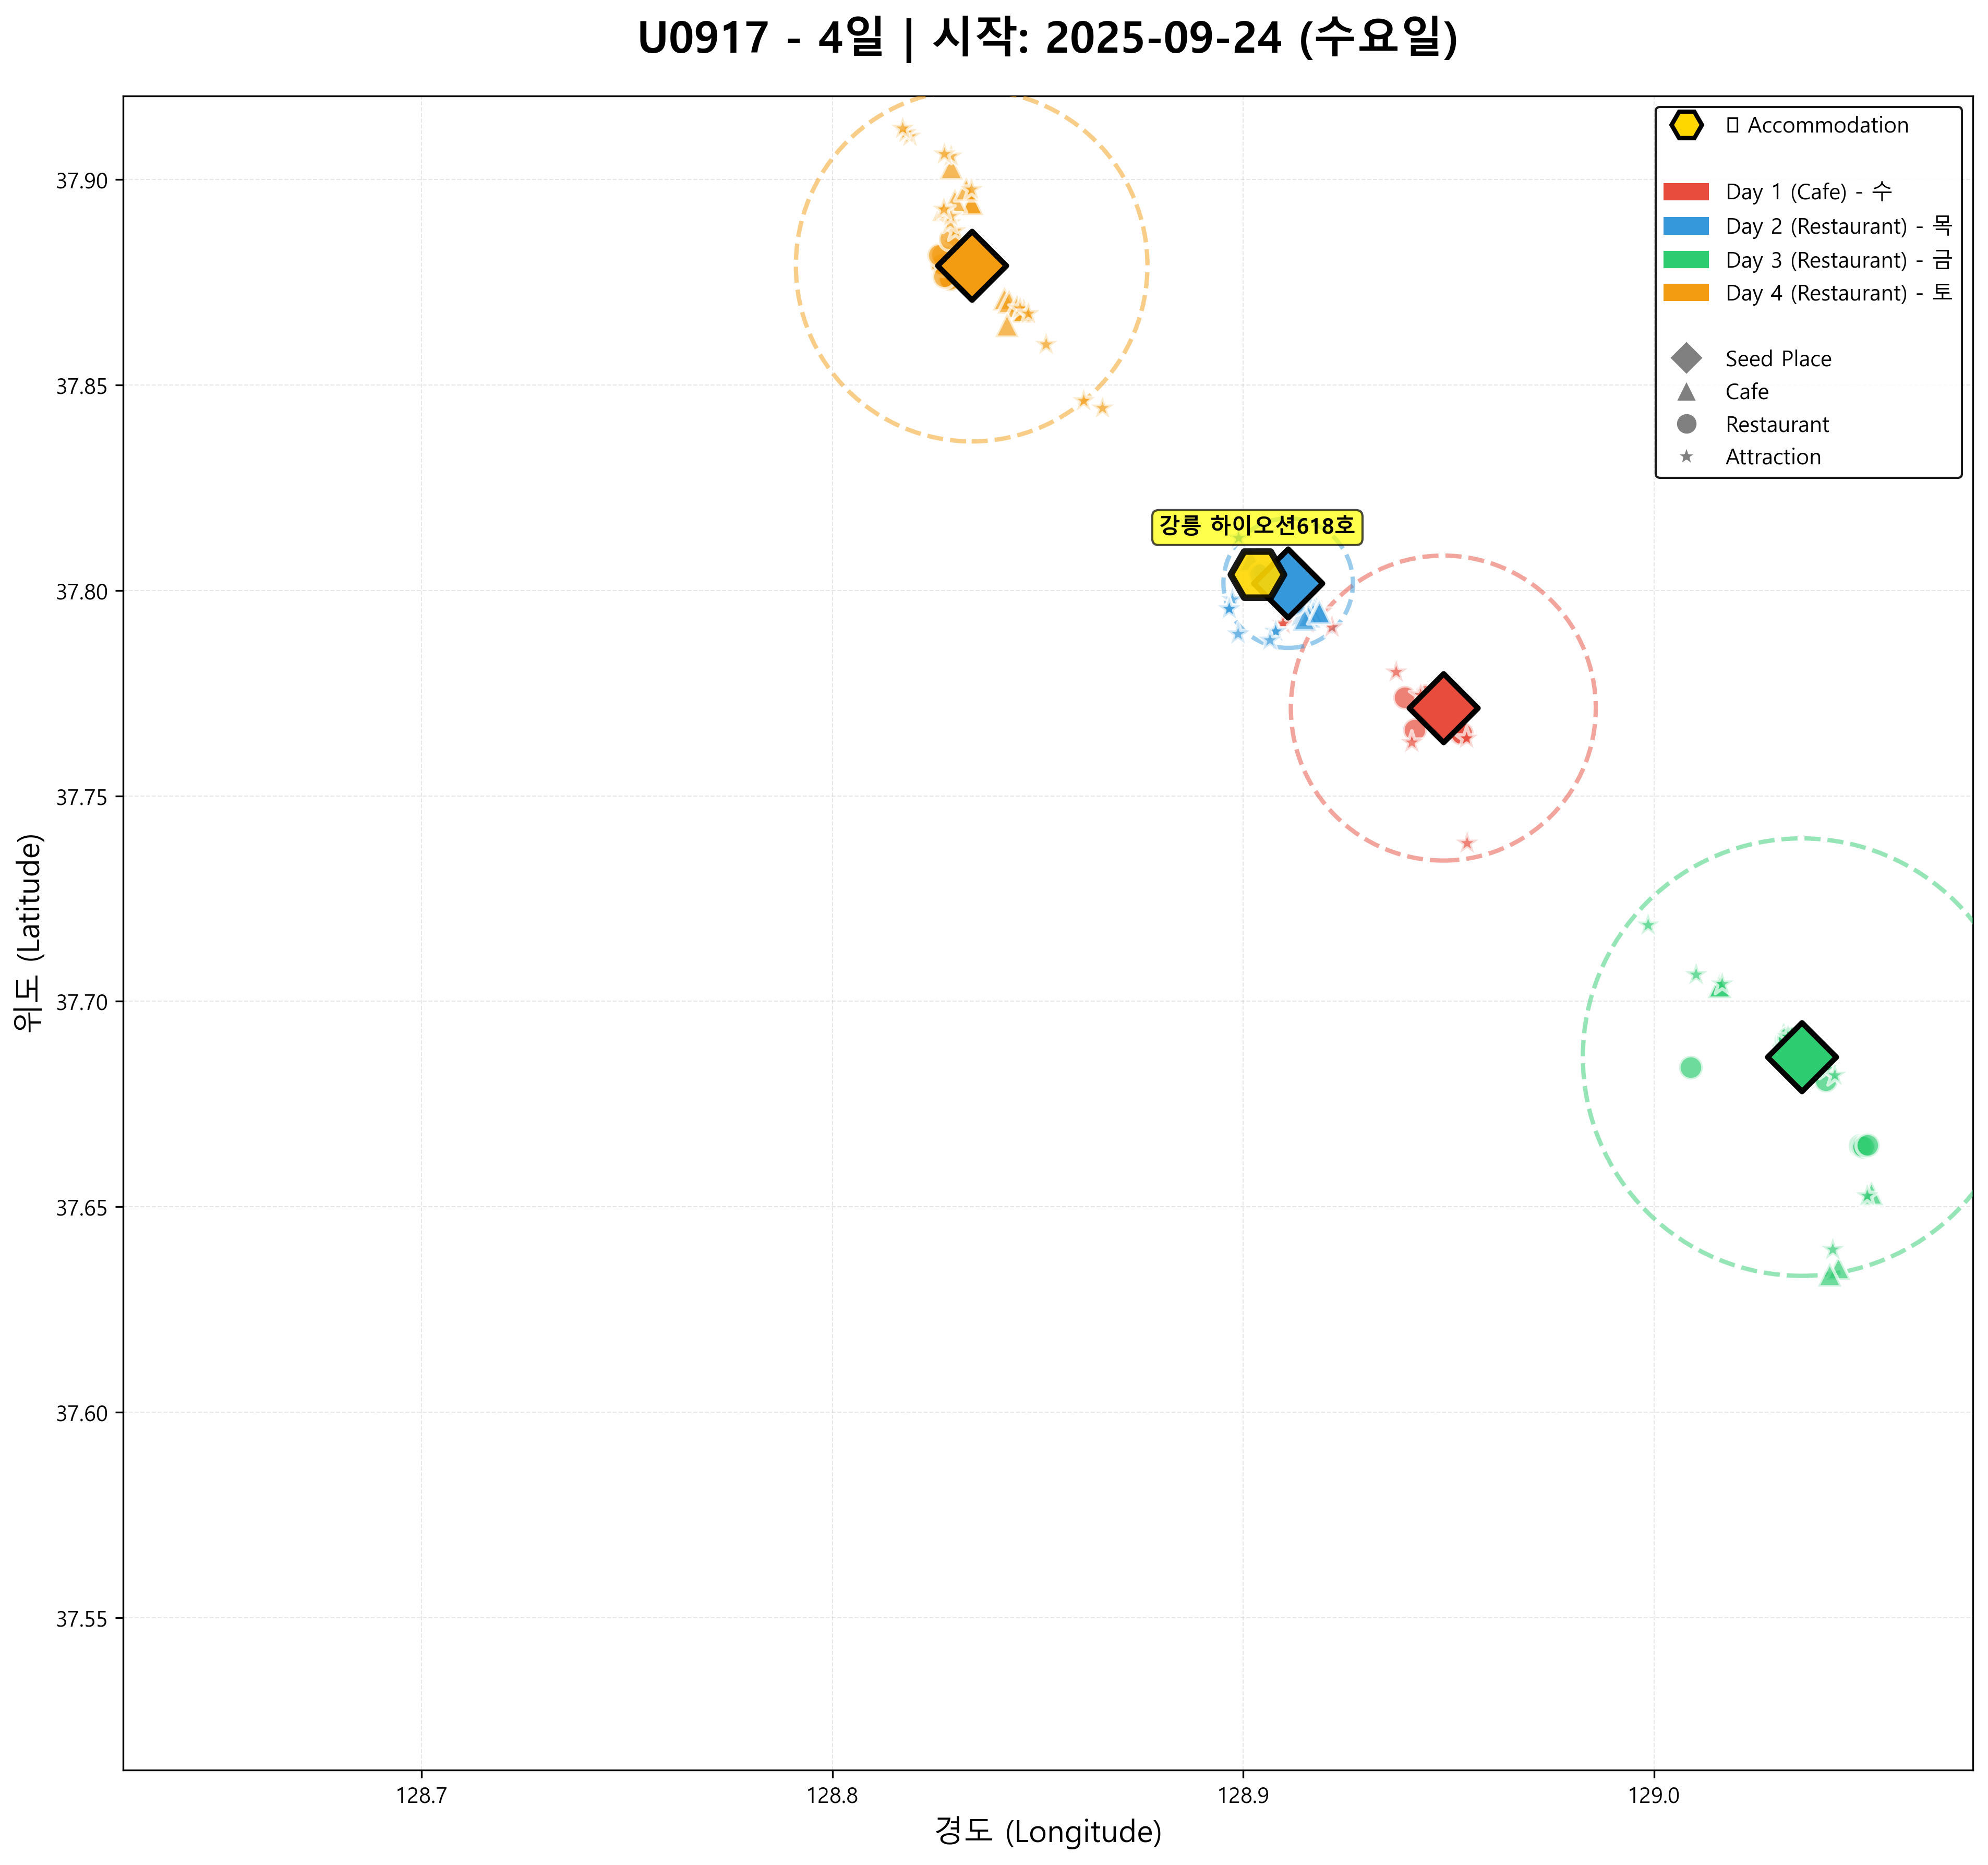 U0917 - 4일 | 시작: 2025-09-24 (수요일)
Accommodation
Day 1 (Cafe) - 수
Day 2 (Restaurant) - 목
Day 3 (Restaurant) - 금
Day 4 (Restaurant) - 토
Seed Place
Cafe
Restaurant
Attraction
강릉 하이오션618호
37.90
37.85
37.80
37.75
37.70
37.65
37.60
37.55
위도 (Latitude)
128.7
128.8
128.9
129.0
경도 (Longitude)